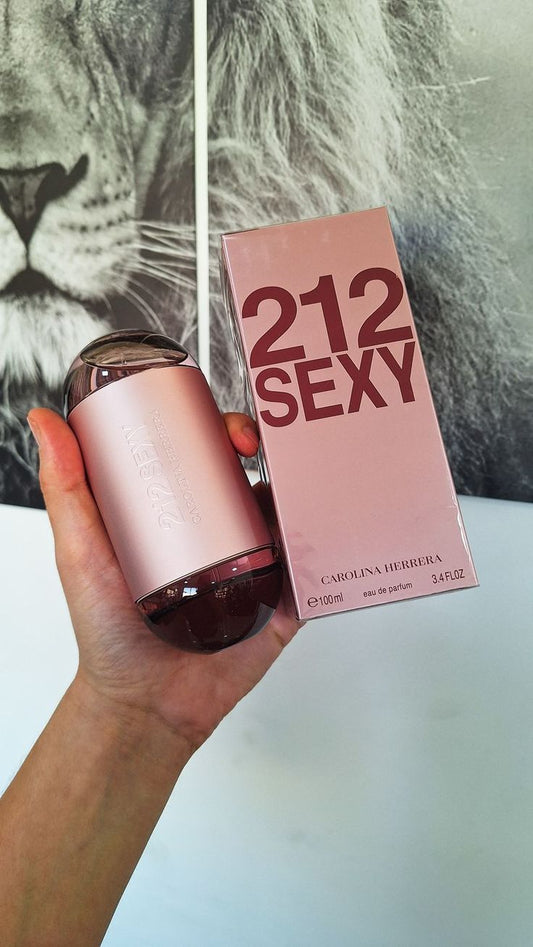 212
SEXY
CAROLINA HERRERA
℮100ml eau de parfum 3.4 FL.OZ
212 SEXY
CAROLINA HERRERA